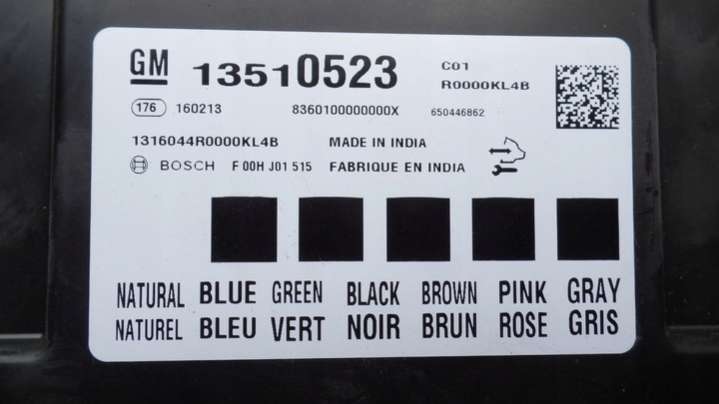 GM 13510523 C01
R0000KL4B
176 160213 8360100000000X 650446862
1316044R0000KL4B MADE IN INDIA
BOSCH F 00H J01 515 FABRIQUE EN INDIA
NATURAL BLUE GREEN BLACK BROWN PINK GRAY
NATUREL BLEU VERT NOIR BRUN ROSE GRIS